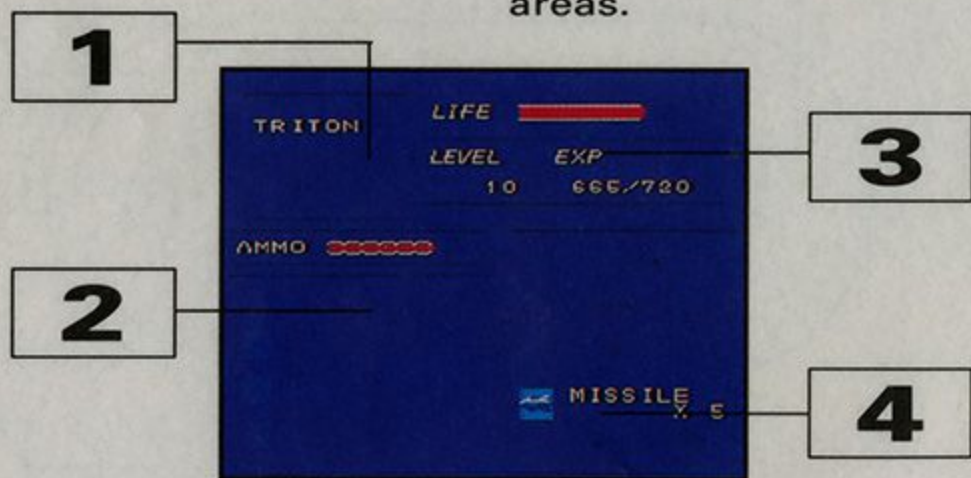 areas.
1
TRITON
LIFE
LEVEL EXP
3
10 665/720
AMMO
2
MISSILE
X 5
4